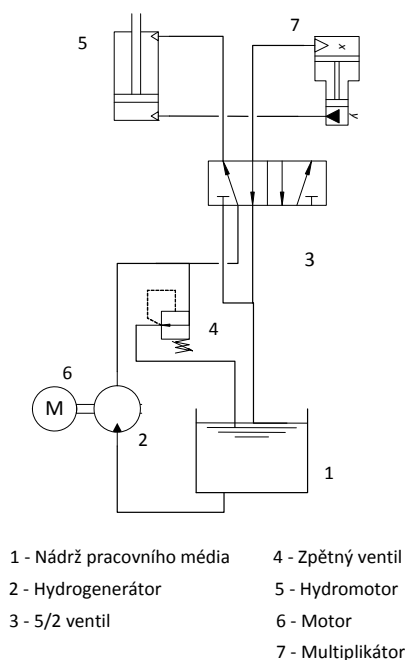 5
7
x
y
3
4
6
M
2
1
1 - Nádrž pracovního média
2 - Hydrogenerátor
3 - 5/2 ventil
4 - Zpětný ventil
5 - Hydromotor
6 - Motor
7 - Multiplikátor